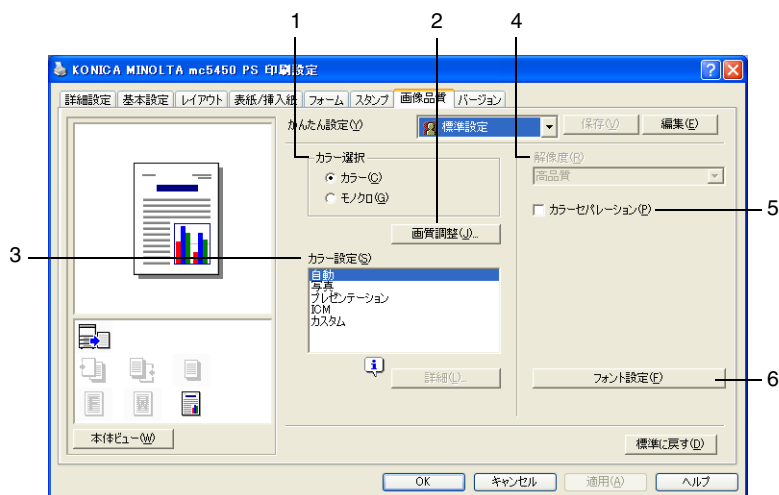 1
2
4
KONICA MINOLTA mc5450 PS 印刷設定
詳細設定 基本設定 レイアウト 表紙/挿入紙 フォーム スタンプ 画像品質 バージョン
かんたん設定(Y) 標準設定 保存(V) 編集(E)
カラー選択
カラー(C)
モノクロ(G)
解像度(R)
高品質
カラーセパレーション(P)
5
画質調整(J)...
3
カラー設定(S)
自動
写真
プレゼンテーション
ICM
カスタム
詳細(L)...
フォント設定(F)
6
本体ビュー(W)
標準に戻す(D)
OK キャンセル 適用(A) ヘルプ